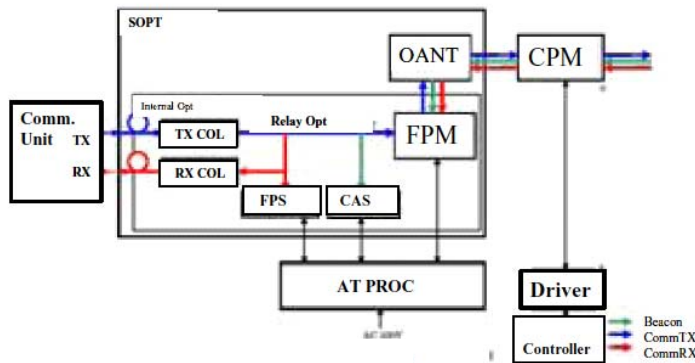 SOPT
OANT
CPM
Internal Opt
Comm.
Unit
TX
RX
TX COL
Relay Opt
FPM
RX COL
FPS
CAS
AT PROC
Driver
Controller
Beacon
CommTX
CommRX